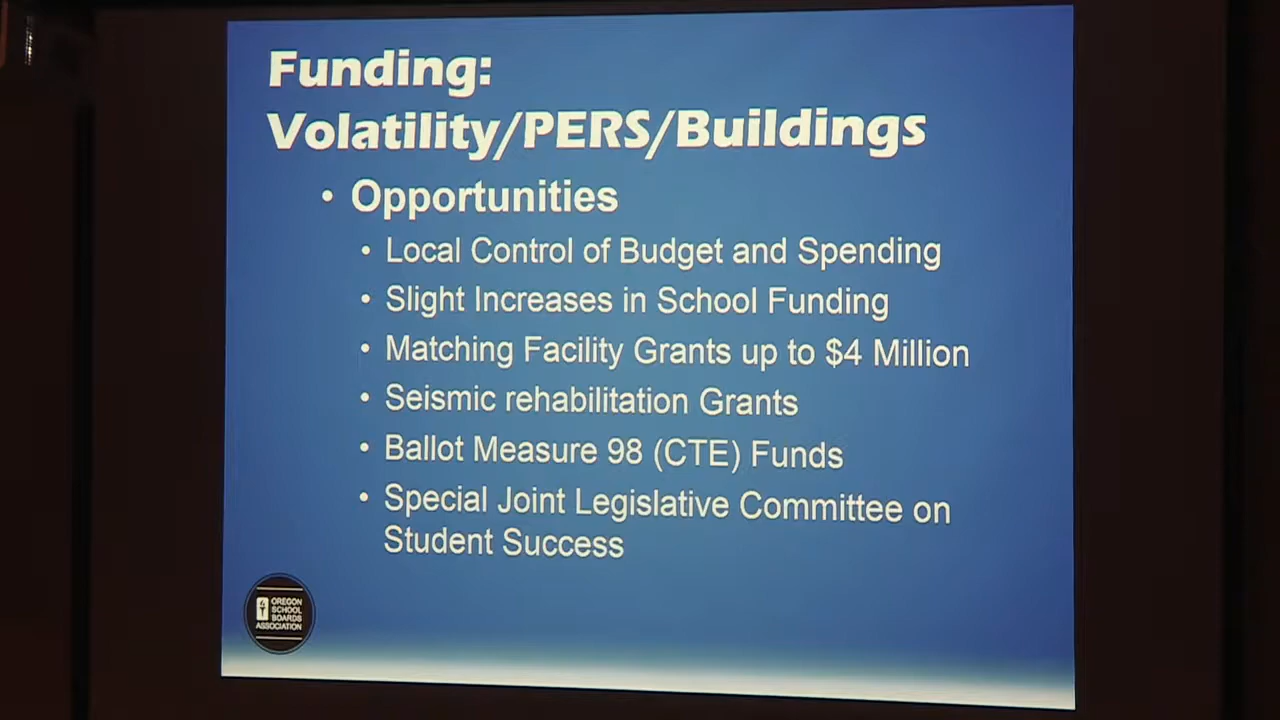 Funding:
Volatility/PERS/Buildings
• Opportunities
• Local Control of Budget and Spending
• Slight Increases in School Funding
• Matching Facility Grants up to $4 Million
• Seismic rehabilitation Grants
• Ballot Measure 98 (CTE) Funds
• Special Joint Legislative Committee on
Student Success
OREGON
SCHOOL
BOARDS
ASSOCIATION